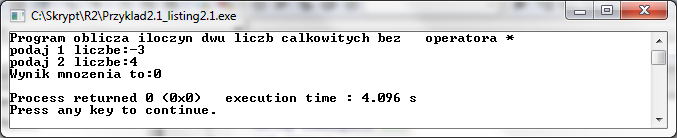 C:\Skrypt\R2\Przyklad2.1_listing2.1.exe
Program oblicza iloczyn dwu liczb calkowitych bez   operatora *
podaj 1 liczbe:-3
podaj 2 liczbe:4
Wynik mnozenia to:0
Process returned 0 (0x0)   execution time : 4.096 s
Press any key to continue.